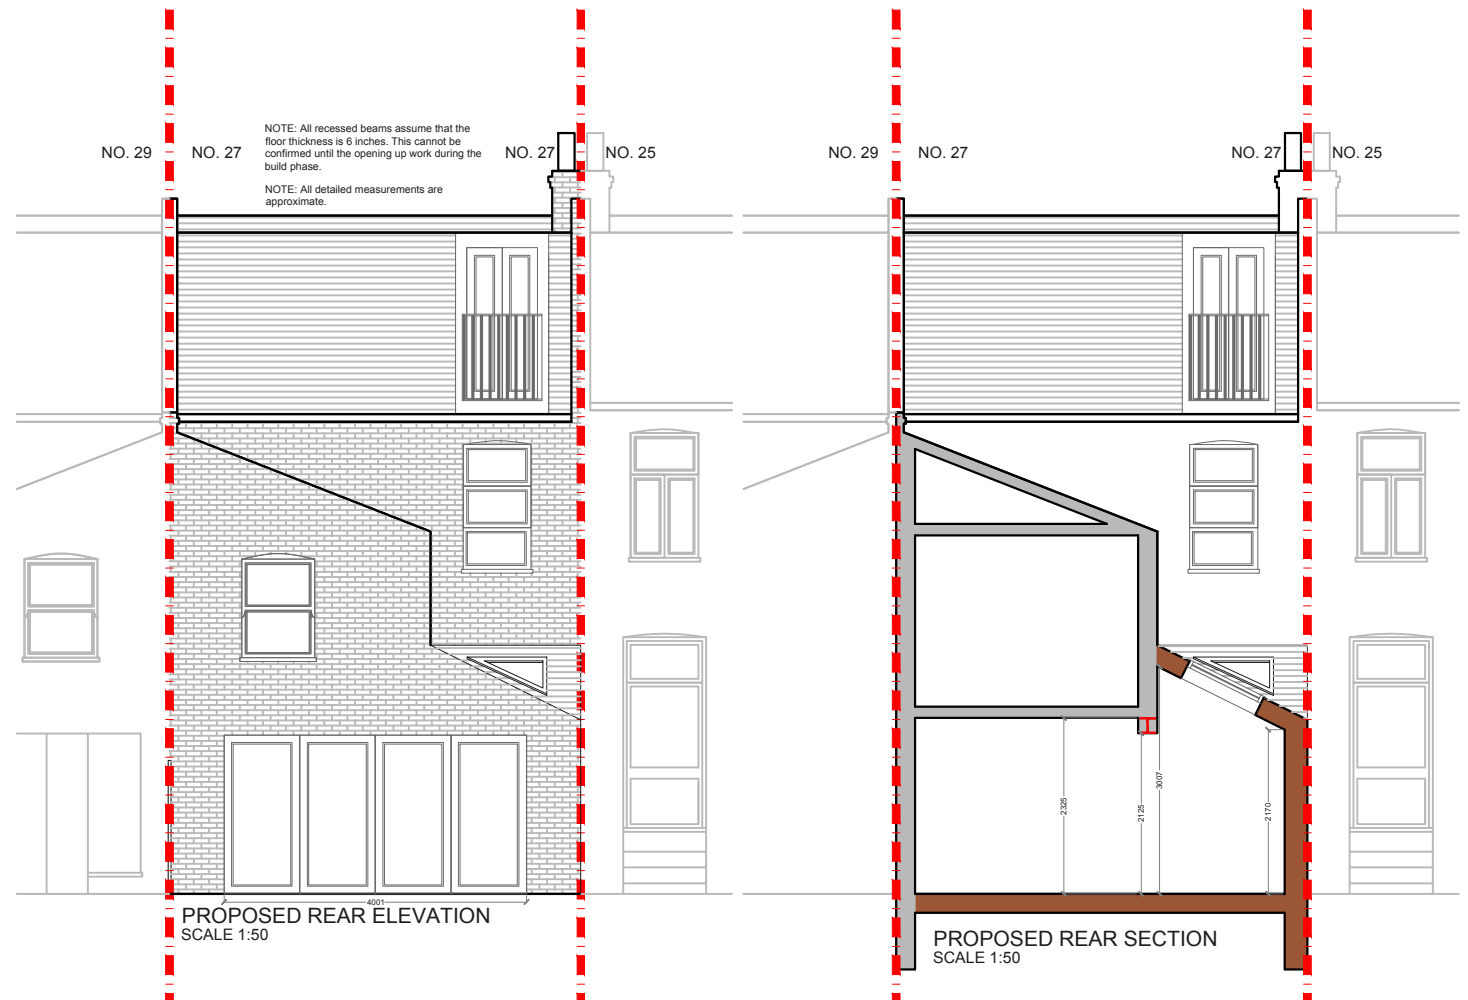 NO. 29
NO. 27
NOTE: All recessed beams assume that the
floor thickness is 6 inches. This cannot be
confirmed until the opening up work during the
build phase.
NOTE: All detailed measurements are
approximate.
NO. 27
NO. 25
4001
PROPOSED REAR ELEVATION
SCALE 1:50
NO. 29
NO. 27
NO. 27
NO. 25
2325
2125
3007
2170
PROPOSED REAR SECTION
SCALE 1:50